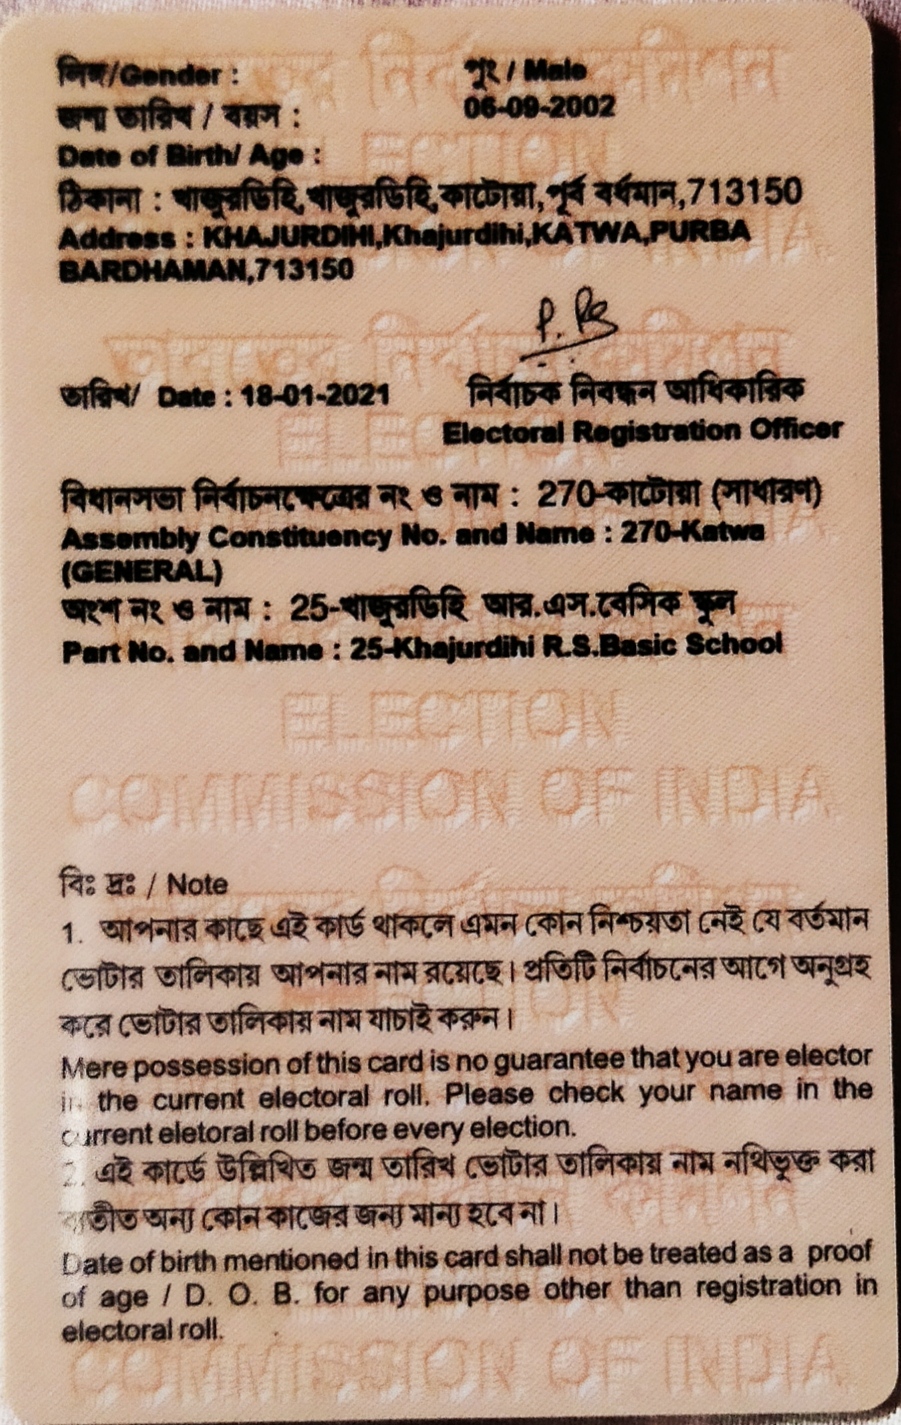 লিঙ্গ/Gender : পুং / Male
জন্ম তারিখ / বয়স : 06-09-2002
Date of Birth/ Age :
ঠিকানা : খাজুরডিহি,খাজুরডিহি,কাটোয়া,পূর্ব বর্ধমান,713150
Address : KHAJURDIHI,Khajurdihi,KATWA,PURBA
BARDHAMAN,713150
তারিখ/ Date : 18-01-2021
নির্বাচক নিবন্ধন আধিকারিক
Electoral Registration Officer
বিধানসভা নির্বাচনক্ষেত্রের নং ও নাম : 270-কাটোয়া (সাধারণ)
Assembly Constituency No. and Name : 270-Katwa
(GENERAL)
অংশ নং ও নাম : 25-খাজুরডিহি আর.এস.বেসিক স্কুল
Part No. and Name : 25-Khajurdihi R.S.Basic School
ELECTION
COMMISSION OF INDIA
বিঃ দ্রঃ / Note
1. আপনার কাছে এই কার্ড থাকলে এমন কোন নিশ্চয়তা নেই যে বর্তমান
ভোটার তালিকায় আপনার নাম রয়েছে। প্রতিটি নির্বাচনের আগে অনুগ্রহ
করে ভোটার তালিকায় নাম যাচাই করুন।
Mere possession of this card is no guarantee that you are elector
in the current electoral roll. Please check your name in the
current eletoral roll before every election.
2. এই কার্ডে উল্লিখিত জন্ম তারিখ ভোটার তালিকায় নাম নথিভুক্ত করা
ব্যতীত অন্য কোন কাজের জন্য মান্য হবে না।
Date of birth mentioned in this card shall not be treated as a proof
of age / D. O. B. for any purpose other than registration in
electoral roll.